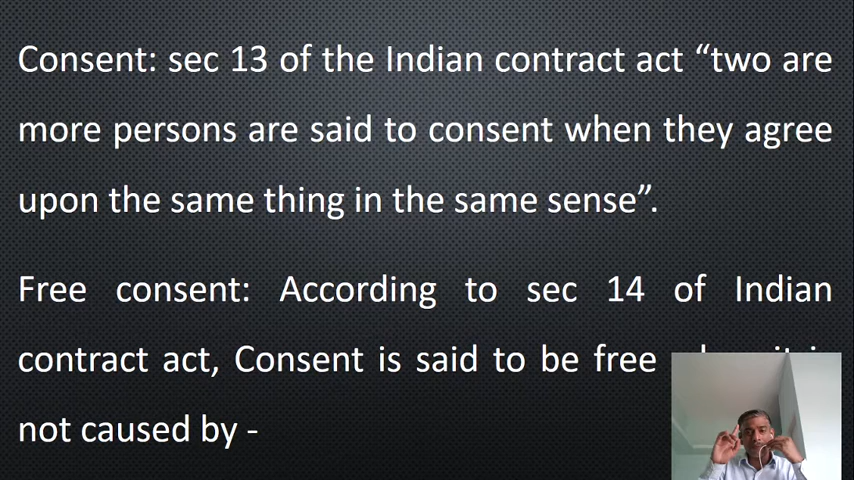 Consent: sec 13 of the Indian contract act “two are
more persons are said to consent when they agree
upon the same thing in the same sense”.
Free consent: According to sec 14 of Indian
contract act, Consent is said to be free
not caused by -